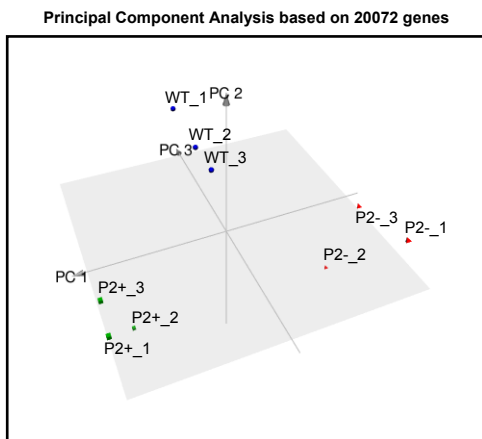 Principal Component Analysis based on 20072 genes
WT_1
PC 2
WT_2
PC 3
WT_3
P2-_3
P2-_1
P2-_2
PC 1
P2+_3
P2+_2
P2+_1